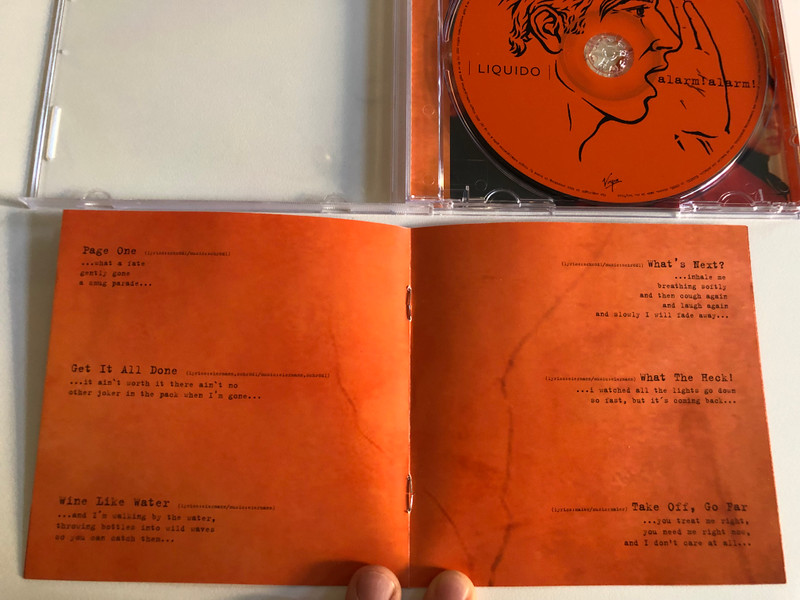 | LIQUIDO |
alarm!alarm!
Virgin
Page One
...what a fate
gently gone
a smug parade...
Get It All Done
...it ain't worth it there ain't no
other joker in the pack when I'm gone...
Wine Like Water
...and I'm walking by the water,
throwing bottles into wild waves
so you can catch them...
What's Next?
...inhale me
breathing softly
and then cough again
and laugh again
and slowly I will fade away...
What The Heck!
...i watched all the lights go down
so fast, but it's coming back...
Take Off, Go Far
...you treat me right,
you need me right now,
and I don't care at all...